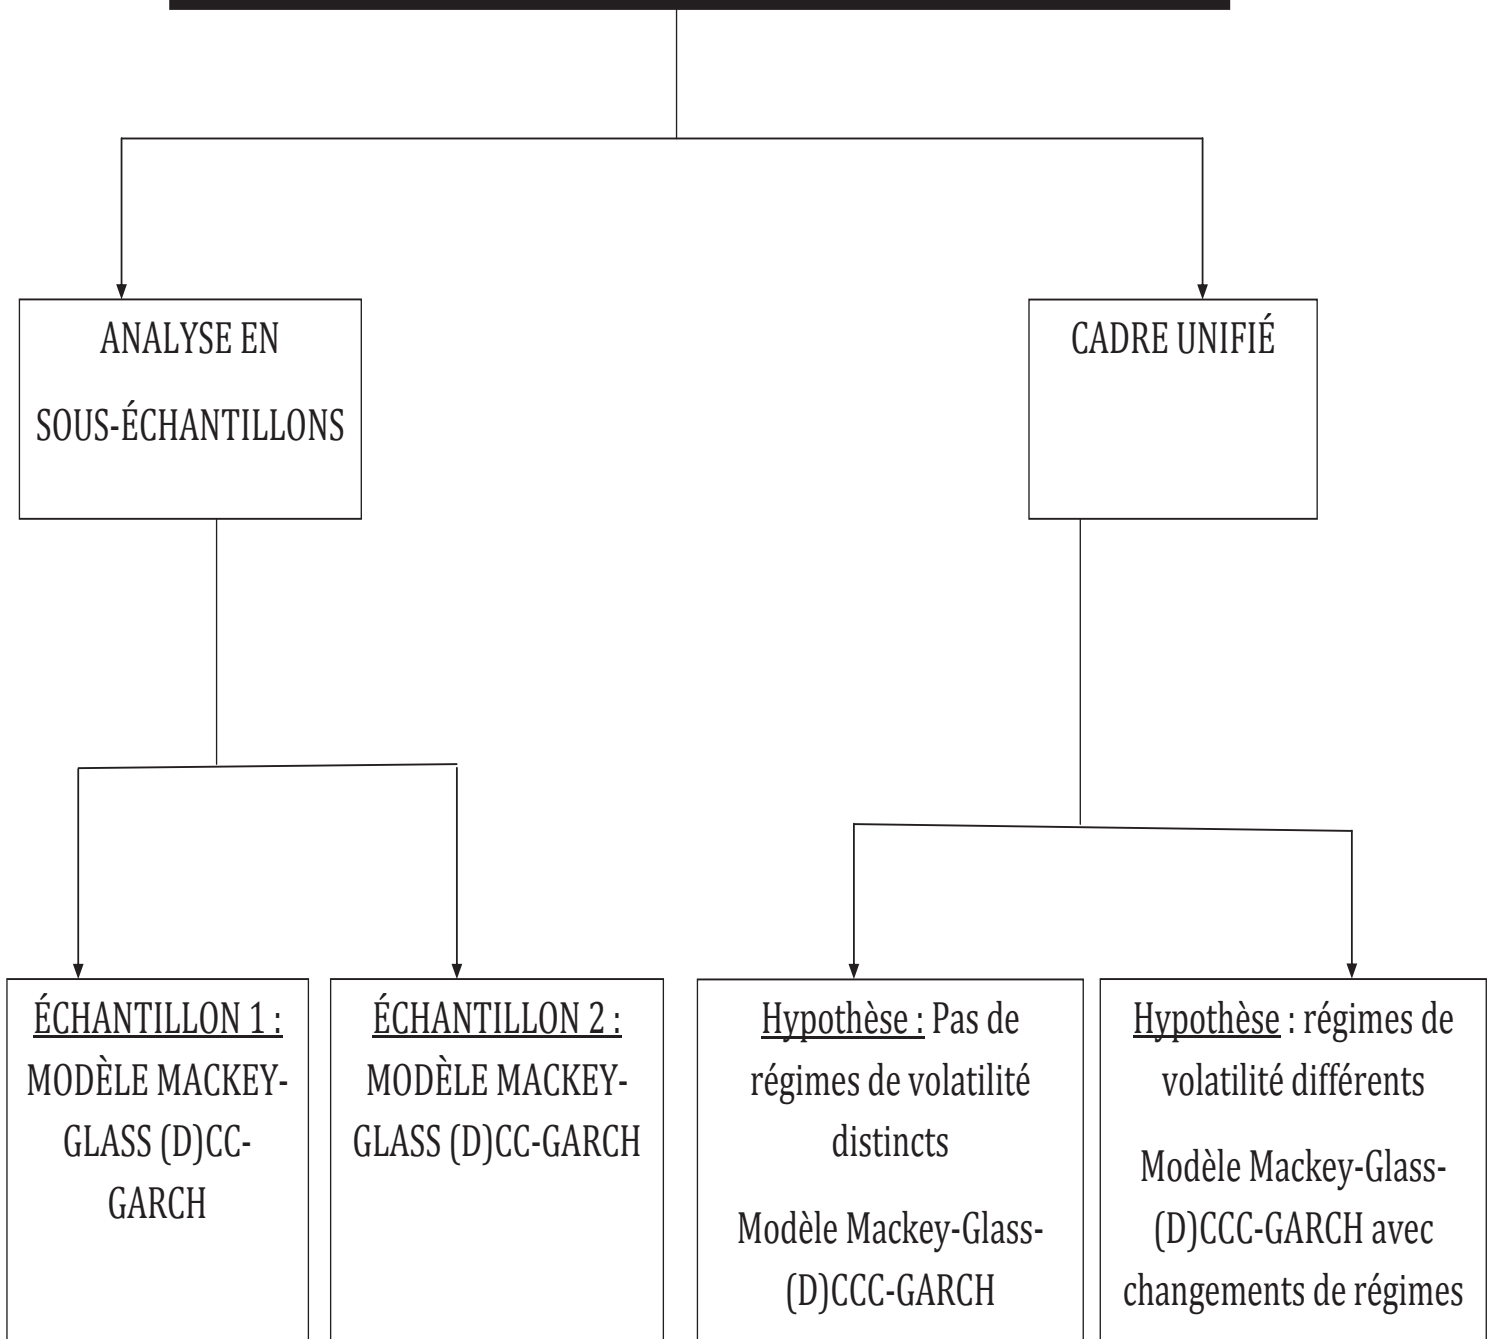 ANALYSE EN
SOUS-ÉCHANTILLONS
CADRE UNIFIÉ
ÉCHANTILLON 1 :
MODÈLE MACKEY-
GLASS (D)CC-
GARCH
ÉCHANTILLON 2 :
MODÈLE MACKEY-
GLASS (D)CC-GARCH
Hypothèse : Pas de
régimes de volatilité
distincts
Modèle Mackey-Glass-
(D)CCC-GARCH
Hypothèse : régimes de
volatilité différents
Modèle Mackey-Glass-
(D)CCC-GARCH avec
changements de régimes